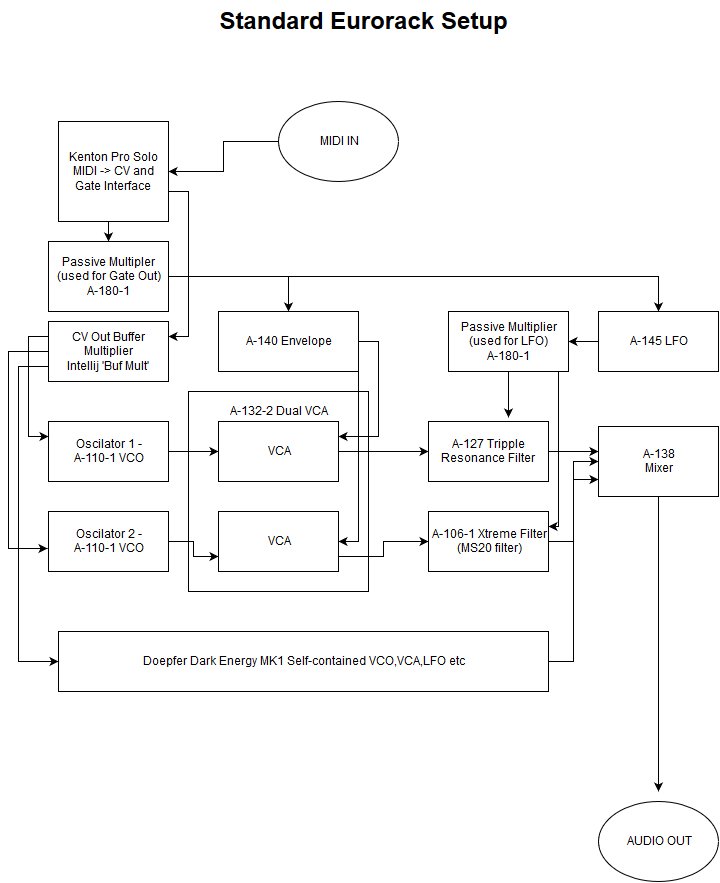 Standard Eurorack Setup
MIDI IN
Kenton Pro Solo
MIDI -> CV and
Gate Interface
Passive Multipler
(used for Gate Out)
A-180-1
CV Out Buffer
Multiplier
Intellij 'Buf Mult'
A-140 Envelope
Passive Multiplier
(used for LFO)
A-180-1
A-145 LFO
A-132-2 Dual VCA
Oscilator 1 -
A-110-1 VCO
VCA
A-127 Tripple
Resonance Filter
A-138
Mixer
Oscilator 2 -
A-110-1 VCO
VCA
A-106-1 Xtreme Filter
(MS20 filter)
Doepfer Dark Energy MK1 Self-contained VCO,VCA,LFO etc
AUDIO OUT